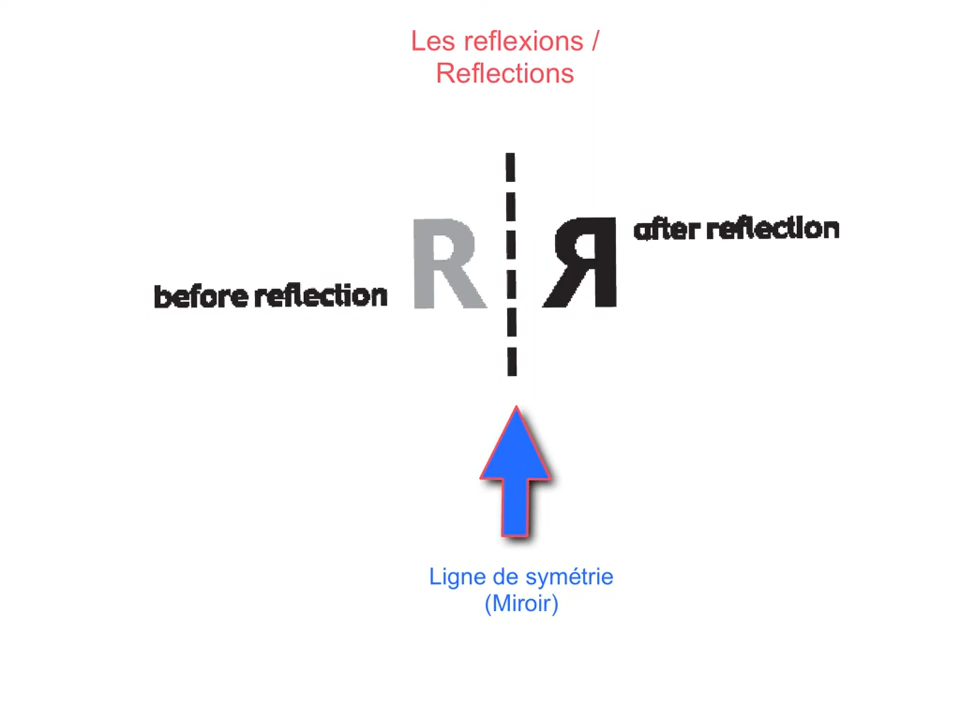 Les reflexions /
Reflections
R Я
after reflection
before reflection
Ligne de symétrie
(Miroir)